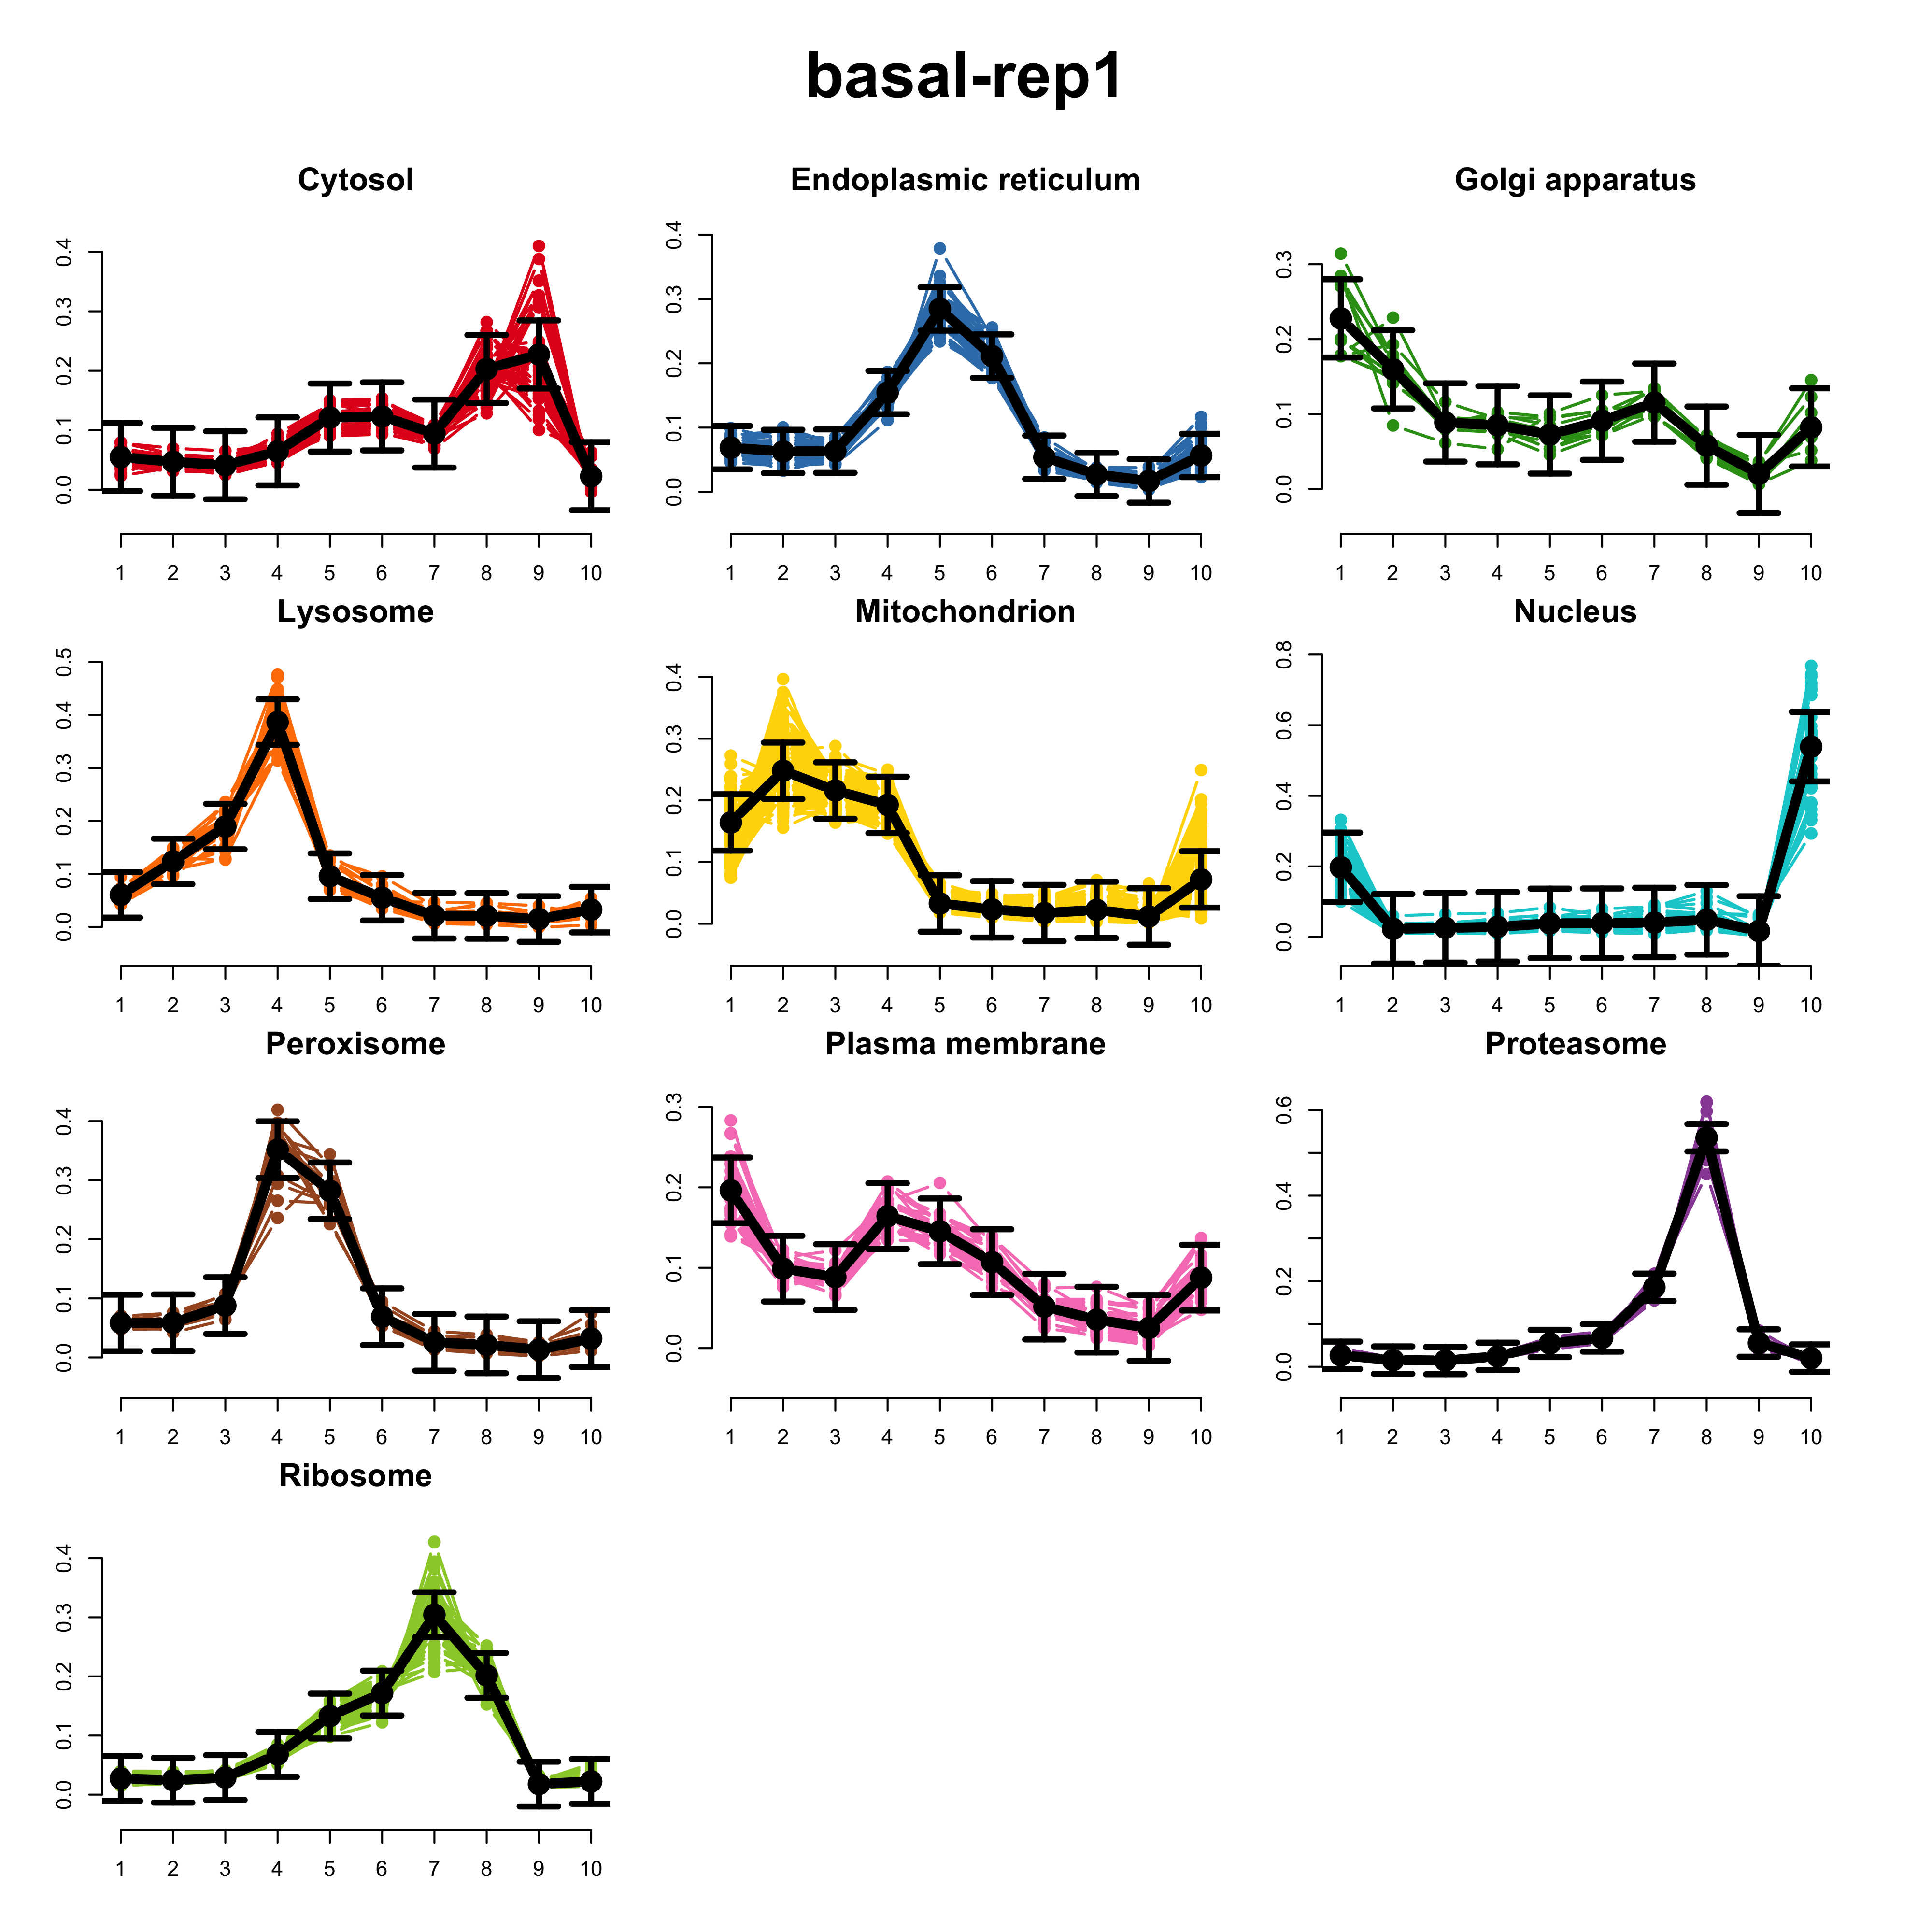 basal-rep1
Cytosol
Endoplasmic reticulum
Golgi apparatus
0.0 0.1 0.2 0.3 0.4
1 2 3 4 5 6 7 8 9 10
0.0 0.1 0.2 0.3 0.4
1 2 3 4 5 6 7 8 9 10
0.0 0.1 0.2 0.3
1 2 3 4 5 6 7 8 9 10
Lysosome
Mitochondrion
Nucleus
0.0 0.1 0.2 0.3 0.4 0.5
1 2 3 4 5 6 7 8 9 10
0.0 0.1 0.2 0.3 0.4
1 2 3 4 5 6 7 8 9 10
0.0 0.2 0.4 0.6 0.8
1 2 3 4 5 6 7 8 9 10
Peroxisome
Plasma membrane
Proteasome
0.0 0.1 0.2 0.3 0.4
1 2 3 4 5 6 7 8 9 10
0.0 0.1 0.2 0.3
1 2 3 4 5 6 7 8 9 10
0.0 0.2 0.4 0.6
1 2 3 4 5 6 7 8 9 10
Ribosome
0.0 0.1 0.2 0.3 0.4
1 2 3 4 5 6 7 8 9 10